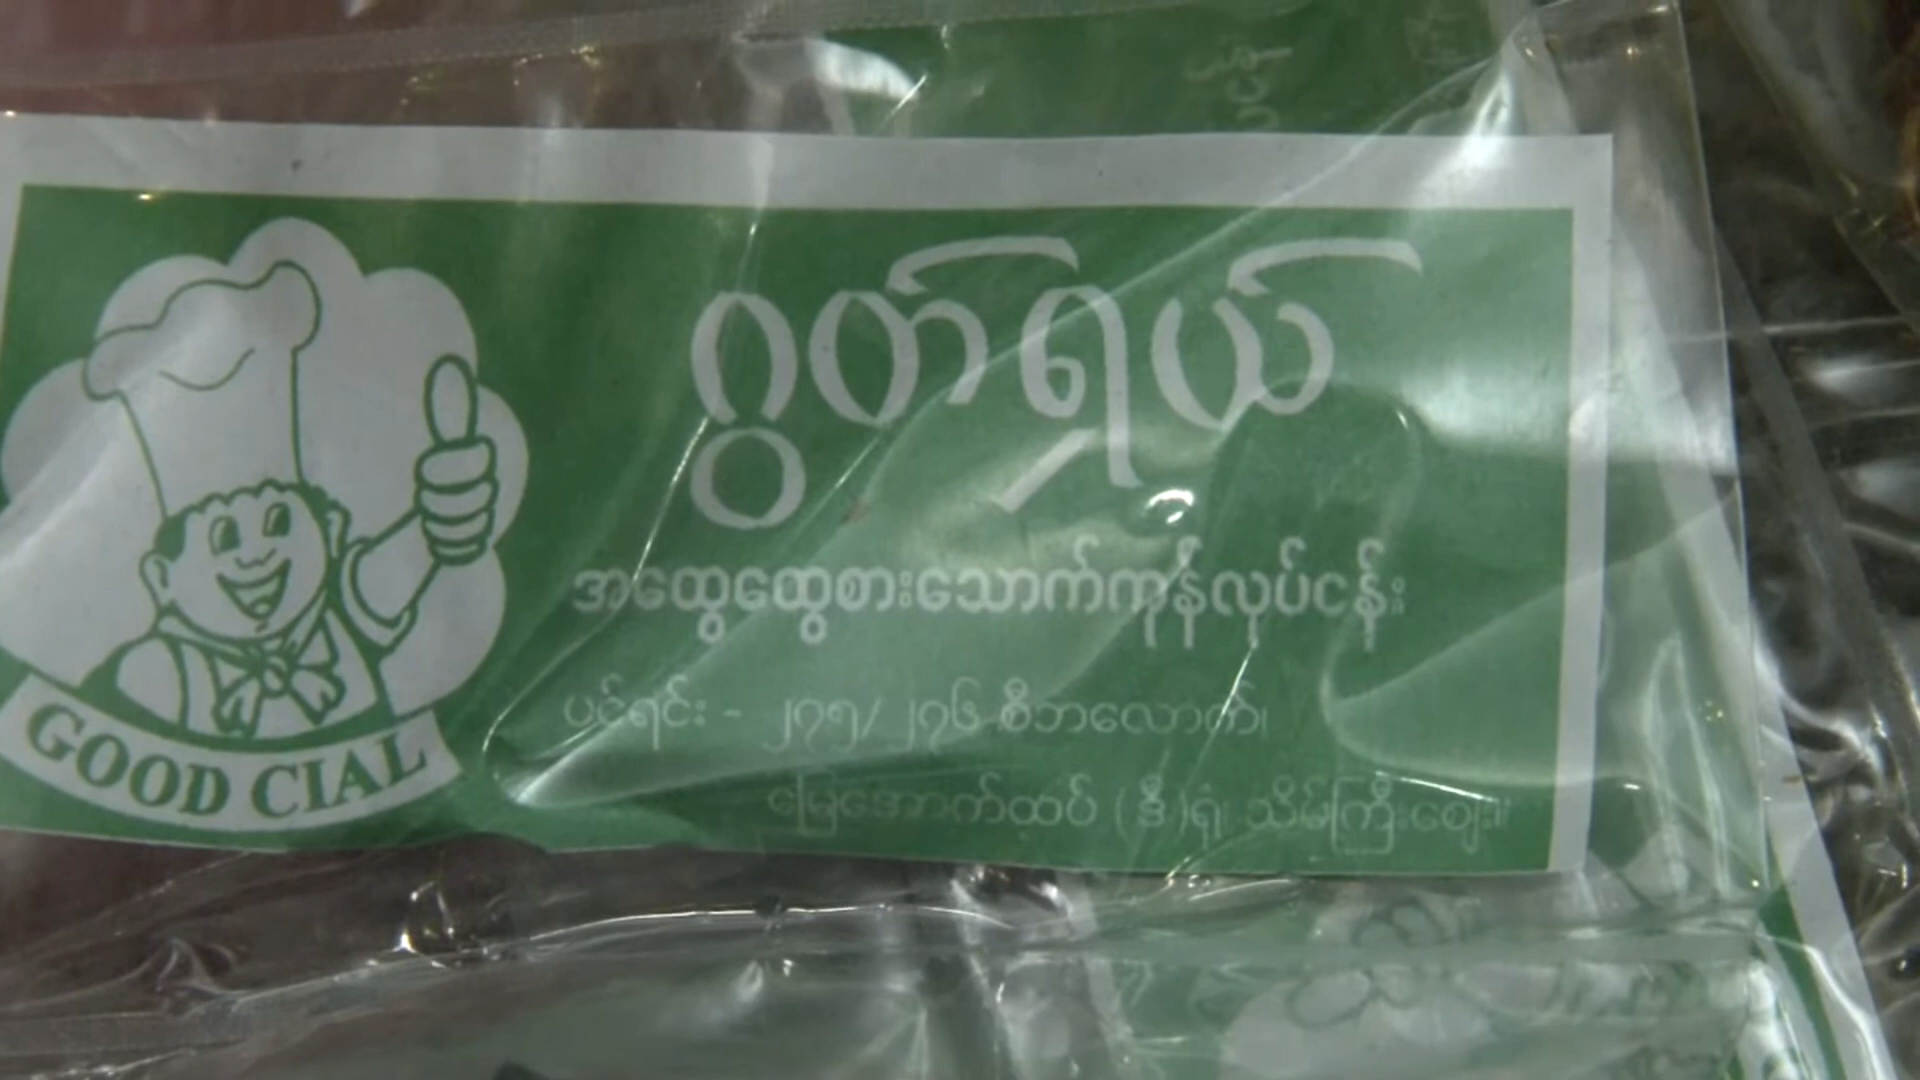 ဂွတ်ရှယ်
အထွေထွေစားသောက်ကုန်လုပ်ငန်း
ပင်ရင်း - ၂၇၅/၂၇၆ စီဘလောက်၊
မြေအောက်ထပ် (ဒီ)ရုံ၊ သိမ်ကြီးဈေး။
GOOD CIAL